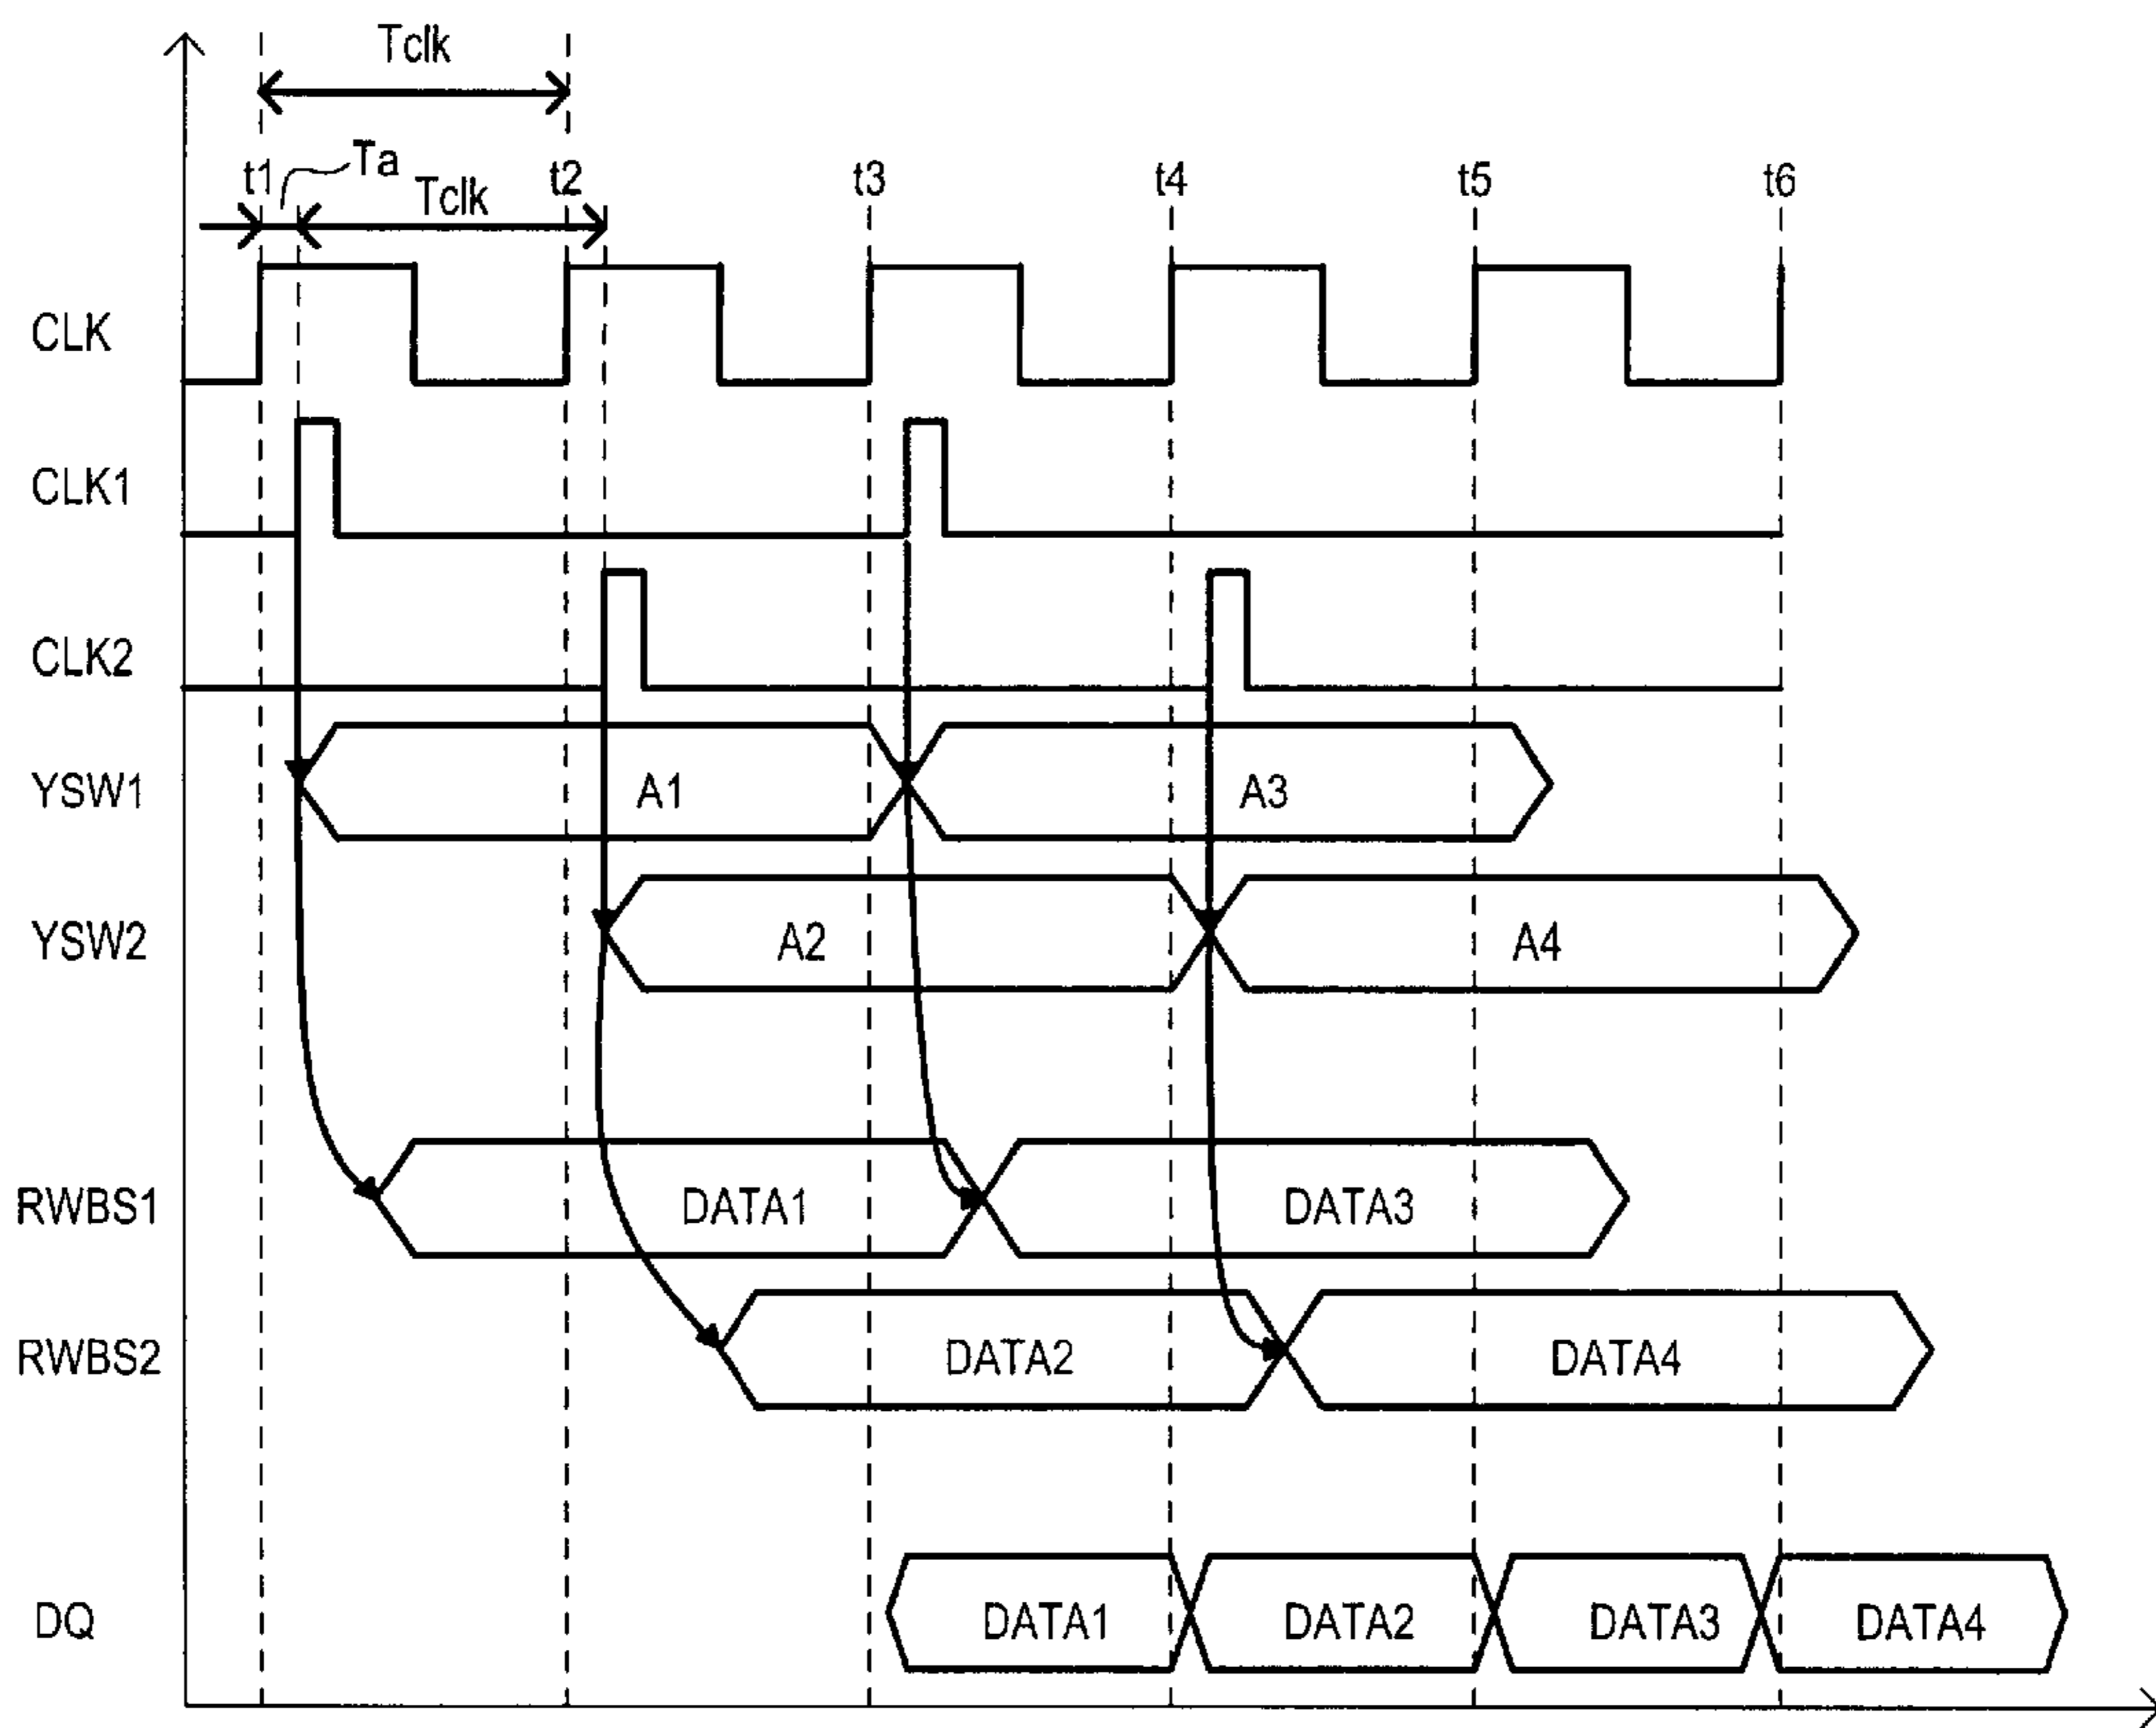 Tclk
Ta
t1 t2 t3 t4 t5 t6
Tclk
CLK
CLK1
CLK2
YSW1 A1 A3
YSW2 A2 A4
RWBS1 DATA1 DATA3
RWBS2 DATA2 DATA4
DQ DATA1 DATA2 DATA3 DATA4